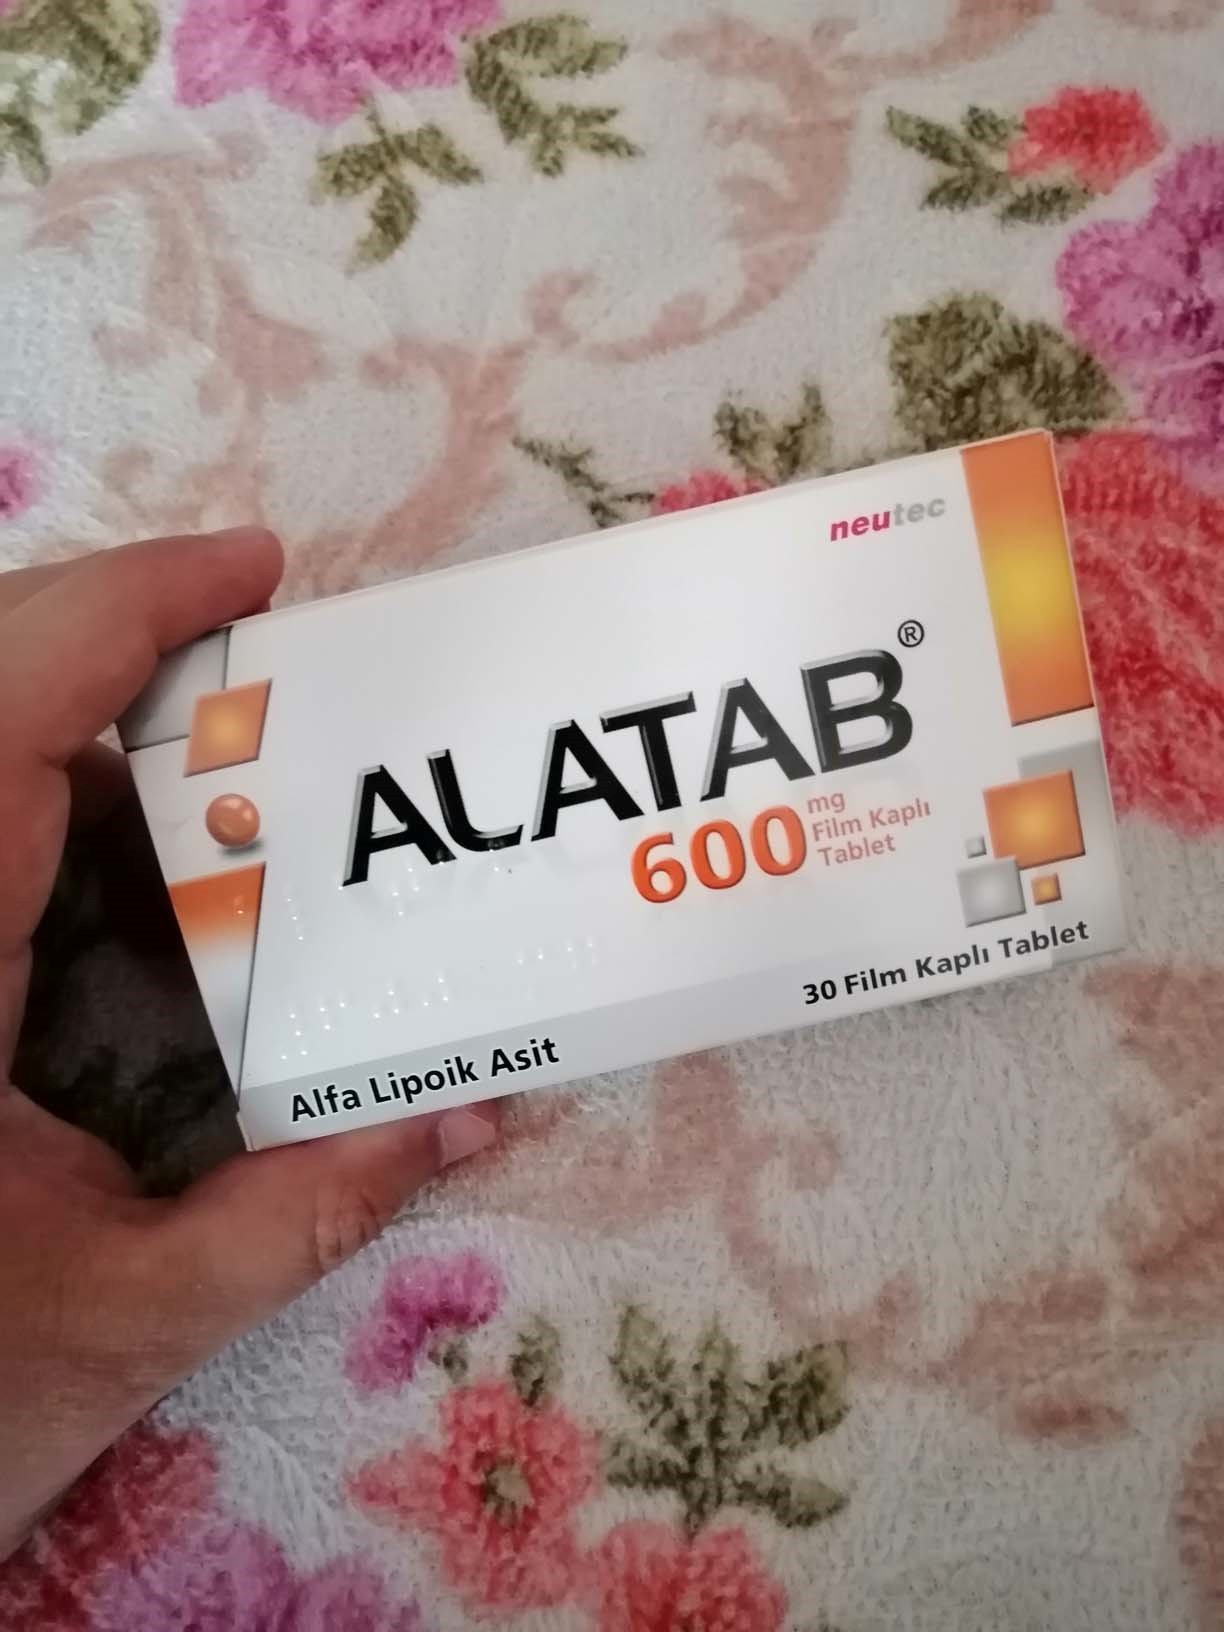 neutec
ALATAB®
600 mg
Film Kaplı
Tablet
30 Film Kaplı Tablet
Alfa Lipoik Asit